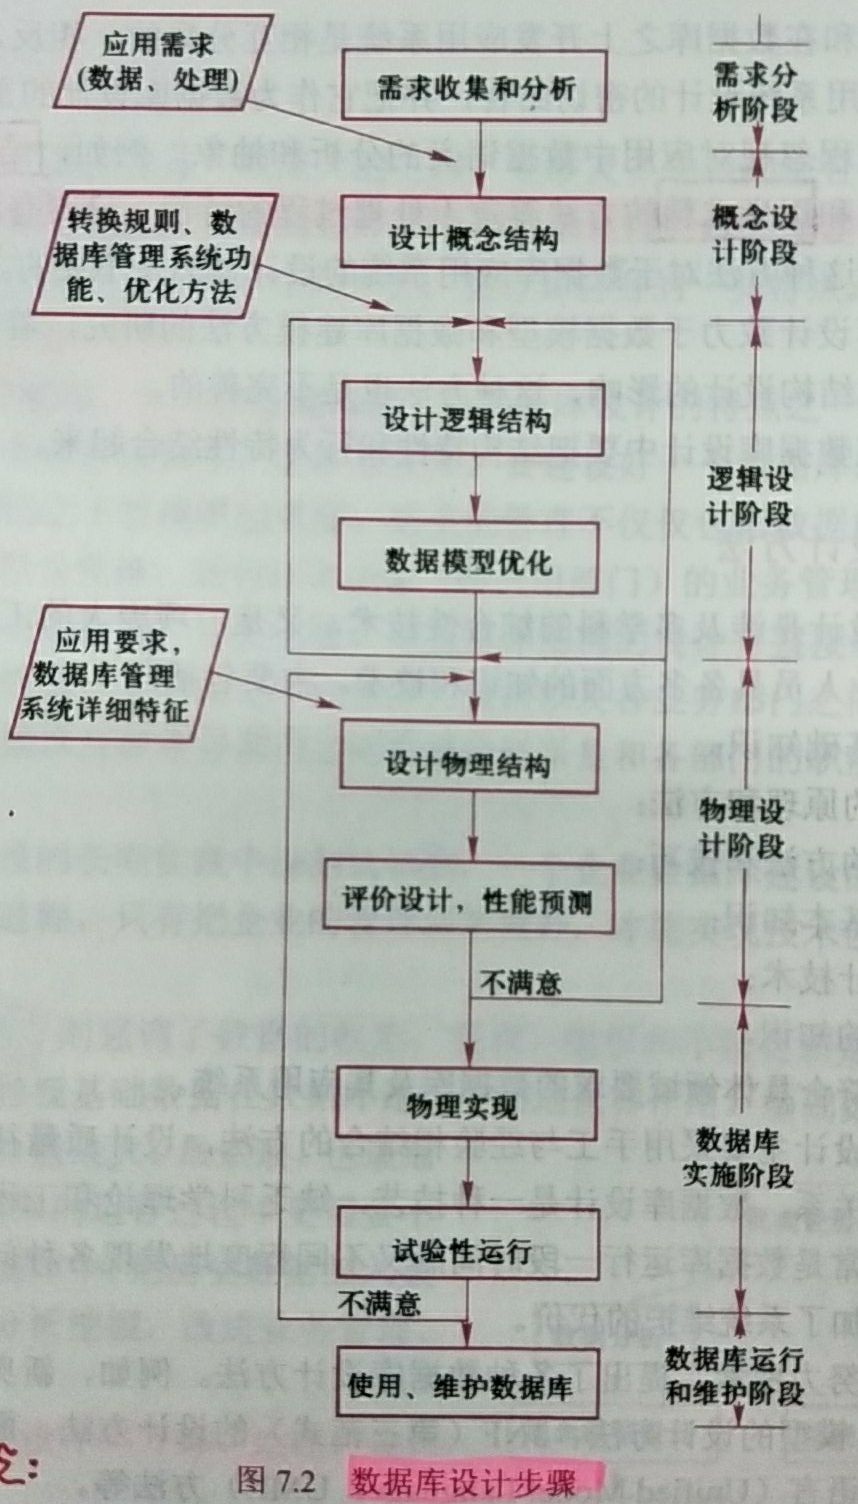 应用需求
(数据、处理)
需求收集和分析
需求分
析阶段
转换规则、数
据库管理系统功
能、优化方法
设计概念结构
概念设
计阶段
设计逻辑结构
逻辑设
计阶段
数据模型优化
应用要求，
数据库管理
系统详细特征
设计物理结构
物理设
计阶段
评价设计，性能预测
不满意
物理实现
数据库
实施阶段
试验性运行
不满意
使用、维护数据库
数据库运行
和维护阶段
图 7.2 数据库设计步骤